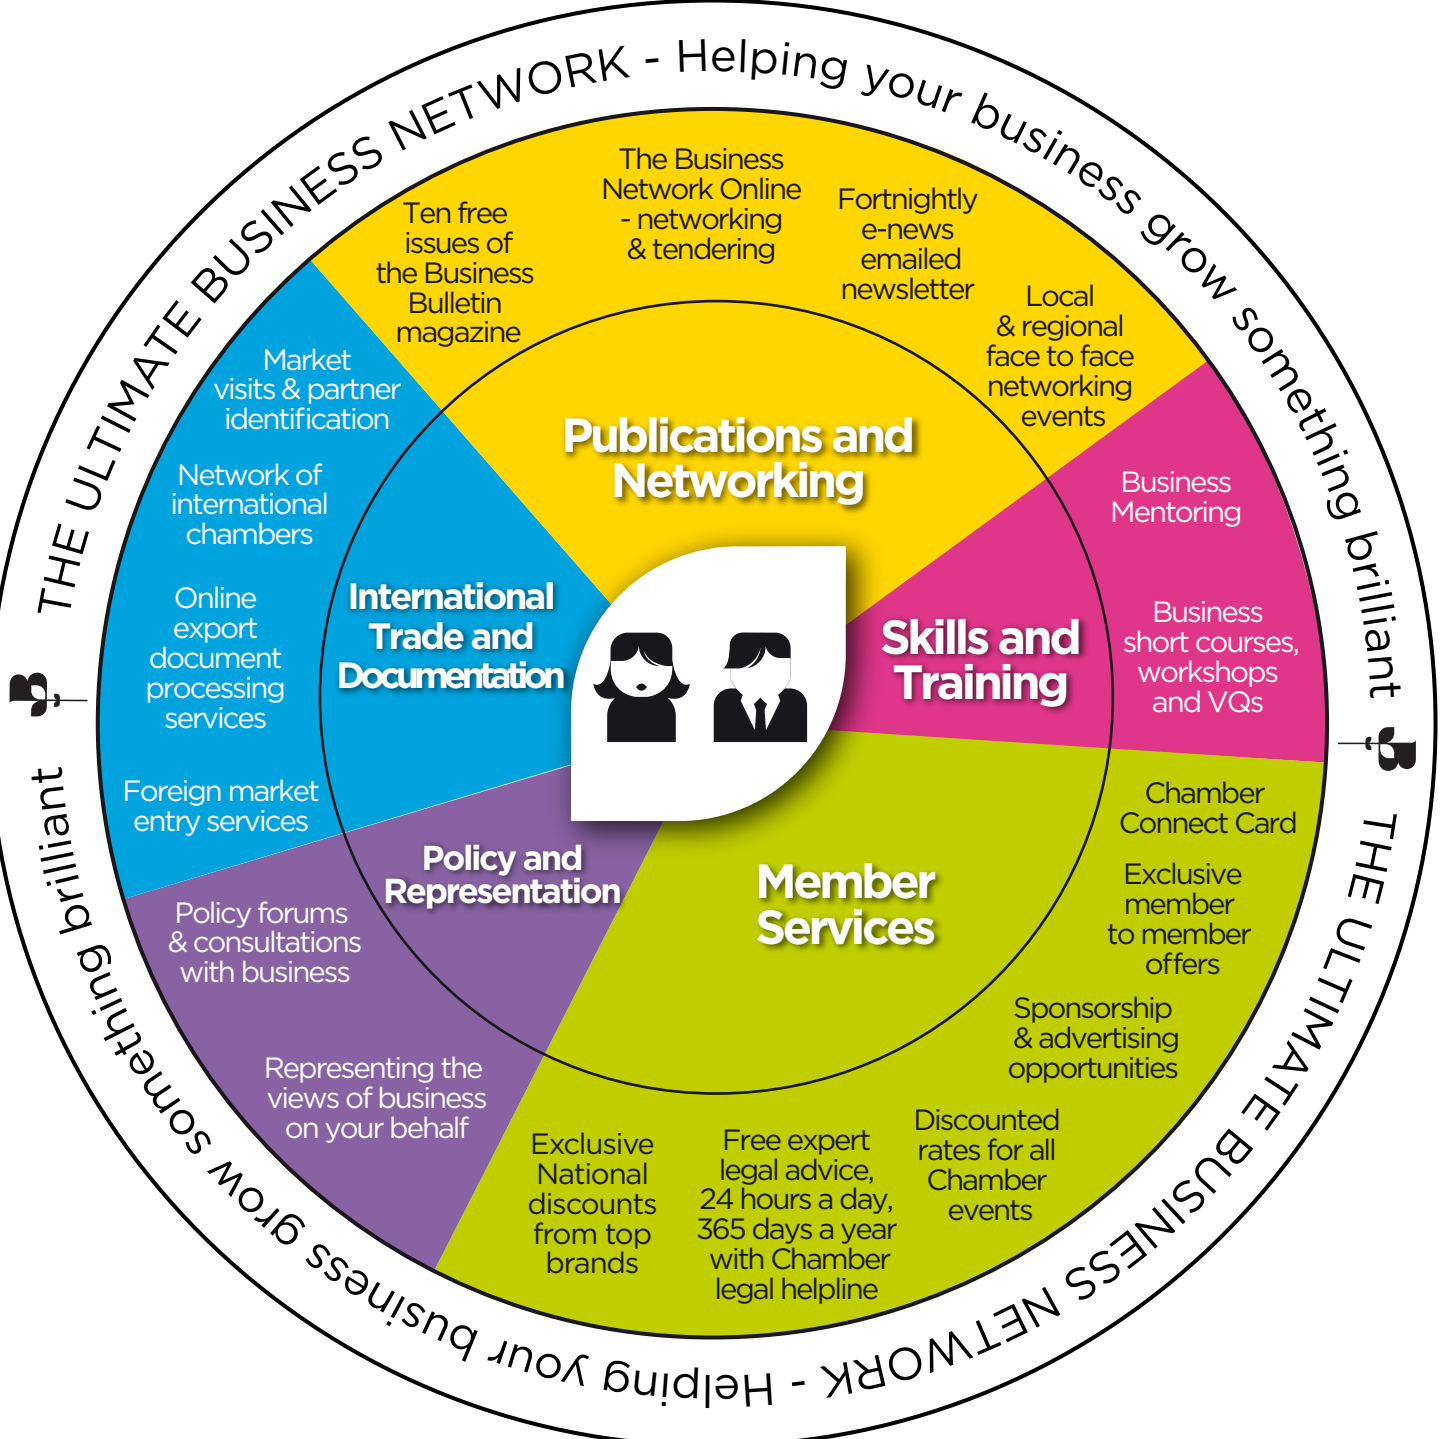 THE ULTIMATE BUSINESS NETWORK - Helping your business grow something brilliant
THE ULTIMATE BUSINESS NETWORK - Helping your business grow something brilliant
Publications and
Networking
Ten free
issues of
the Business
Bulletin
magazine
The Business
Network Online
- networking
& tendering
Fortnightly
e-news
emailed
newsletter
Local
& regional
face to face
networking
events
Skills and
Training
Business
Mentoring
Business
short courses,
workshops
and VQs
Member
Services
Chamber
Connect Card
Exclusive
member
to member
offers
Sponsorship
& advertising
opportunities
Discounted
rates for all
Chamber
events
Free expert
legal advice,
24 hours a day,
365 days a year
with Chamber
legal helpline
Exclusive
National
discounts
from top
brands
Policy and
Representation
Representing the
views of business
on your behalf
Policy forums
& consultations
with business
International
Trade and
Documentation
Foreign market
entry services
Online
export
document
processing
services
Network of
international
chambers
Market
visits & partner
identification